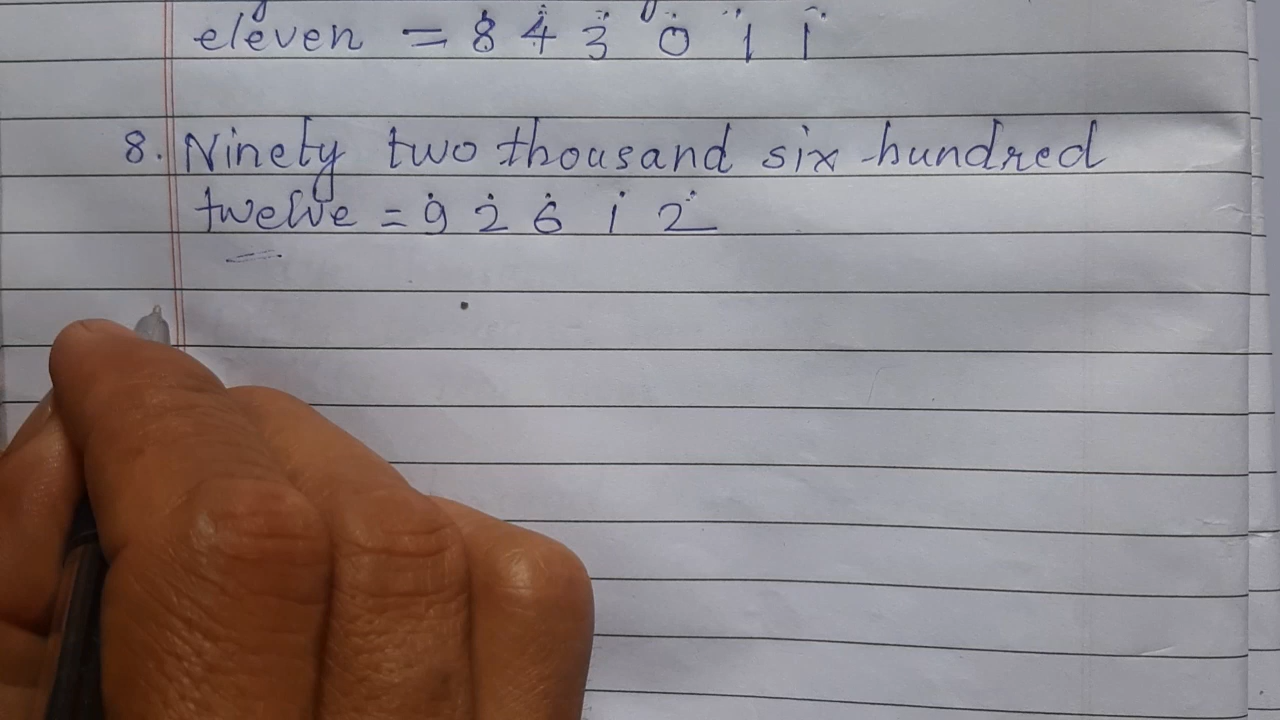 eleven = 8 4 3 0 1 1
8. Ninety two thousand six hundred
twelve = 9 2 6 1 2